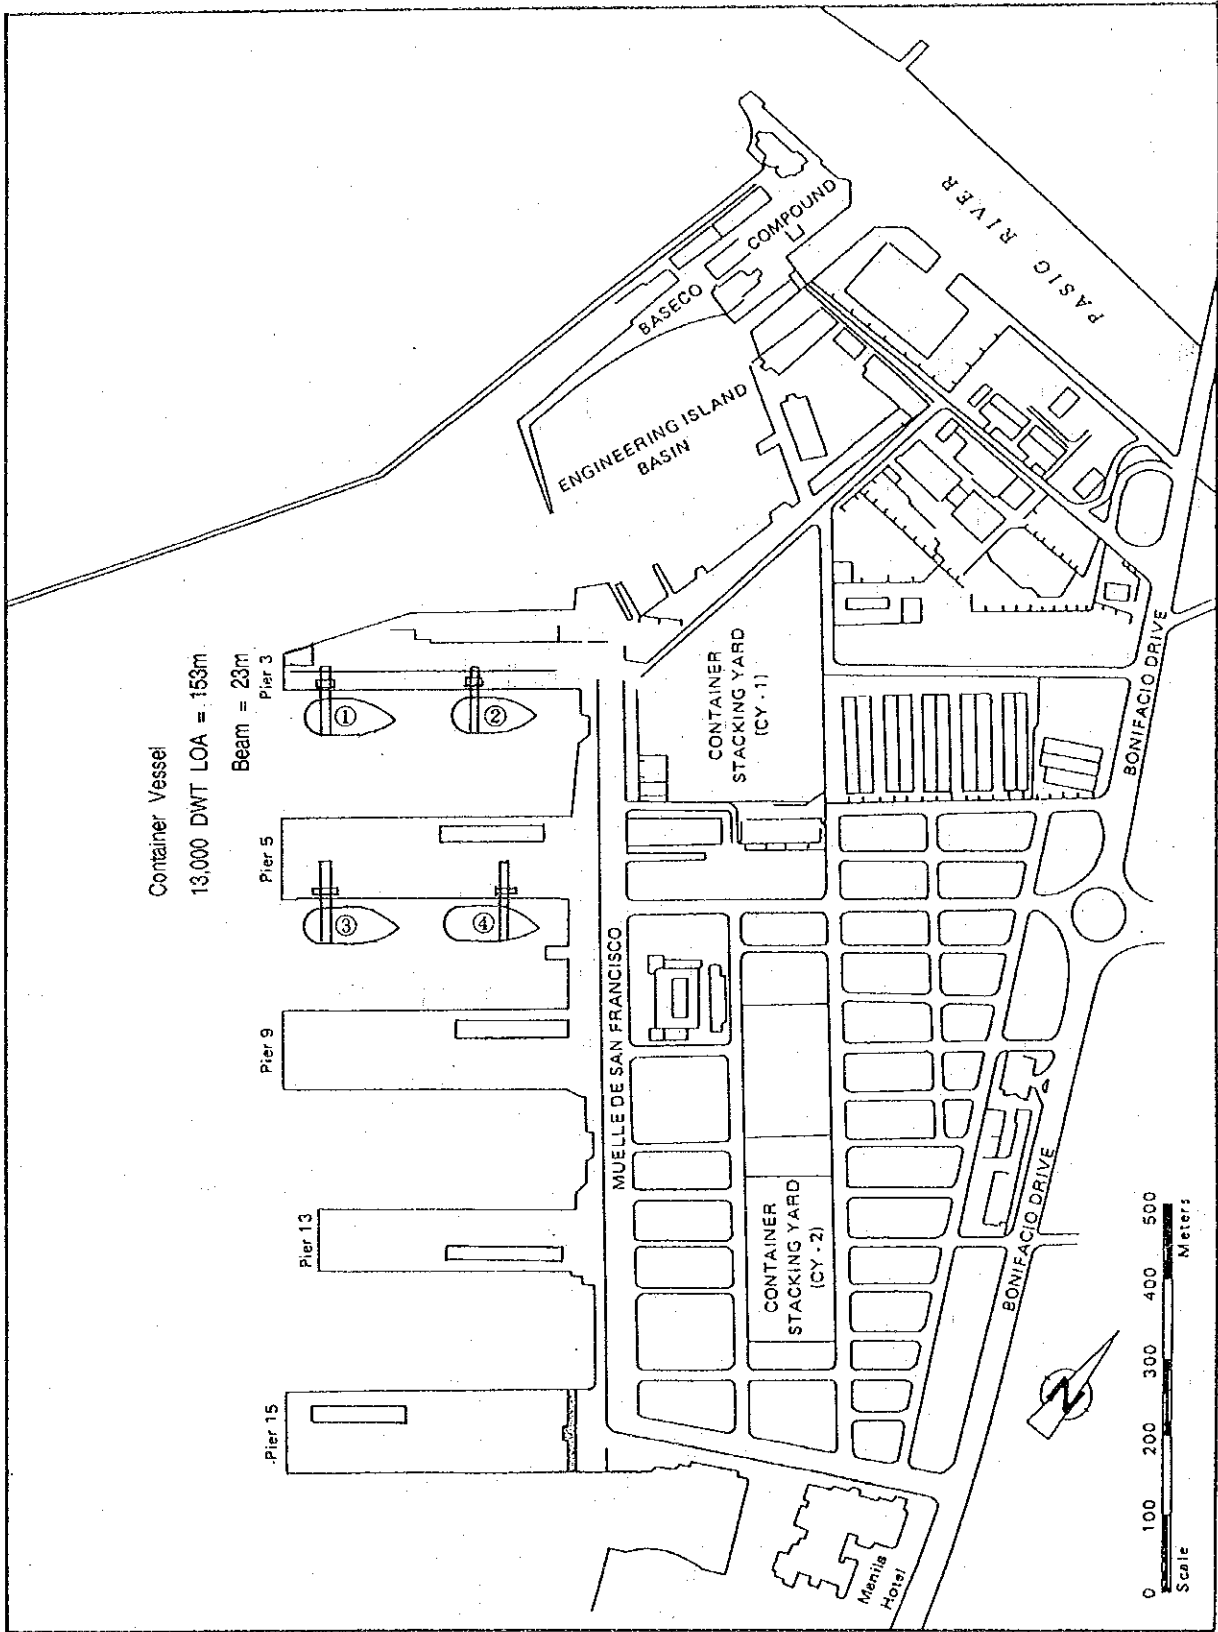 Container Vessel
13,000 DWT LOA = 153m
Beam = 23m
Pier 3
Pier 5
Pier 9
Pier 13
Pier 15
①
②
③
④
BASECO
COMPOUND
ENGINEERING ISLAND
BASIN
PASIG RIVER
MUELLE DE SAN FRANCISCO
CONTAINER
STACKING YARD
(CY - 1)
CONTAINER
STACKING YARD
(CY - 2)
BONIFACIO DRIVE
BONIFACIO DRIVE
Manila
Hotel
N
0 100 200 300 400 500
Scale Meters